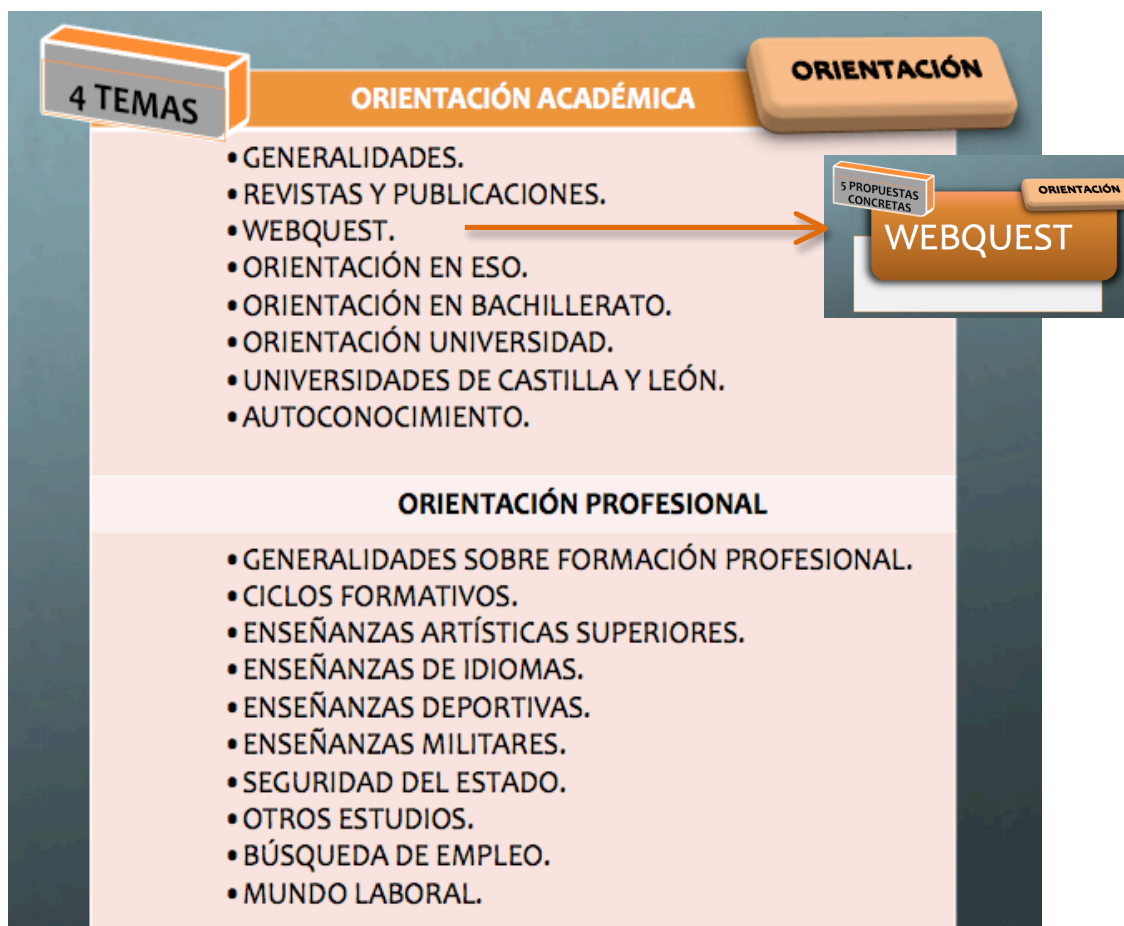 4 TEMAS
ORIENTACIÓN ACADÉMICA
ORIENTACIÓN
• GENERALIDADES.
• REVISTAS Y PUBLICACIONES.
• WEBQUEST.
• ORIENTACIÓN EN ESO.
• ORIENTACIÓN EN BACHILLERATO.
• ORIENTACIÓN UNIVERSIDAD.
• UNIVERSIDADES DE CASTILLA Y LEÓN.
• AUTOCONOCIMIENTO.
5 PROPUESTAS
CONCRETAS
ORIENTACIÓN
WEBQUEST
ORIENTACIÓN PROFESIONAL
• GENERALIDADES SOBRE FORMACIÓN PROFESIONAL.
• CICLOS FORMATIVOS.
• ENSEÑANZAS ARTÍSTICAS SUPERIORES.
• ENSEÑANZAS DE IDIOMAS.
• ENSEÑANZAS DEPORTIVAS.
• ENSEÑANZAS MILITARES.
• SEGURIDAD DEL ESTADO.
• OTROS ESTUDIOS.
• BÚSQUEDA DE EMPLEO.
• MUNDO LABORAL.